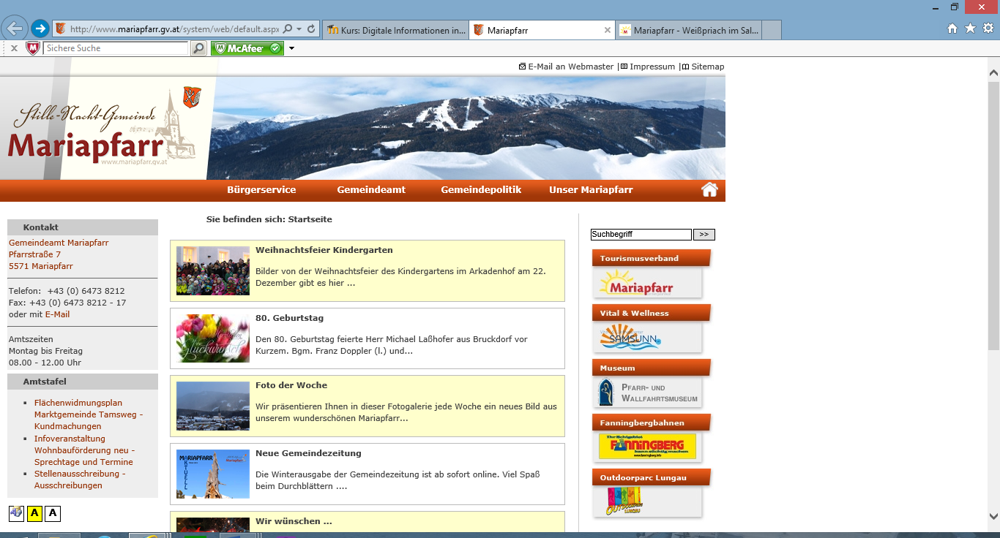 http://www.mariapfarr.gv.at/system/web/default.aspx
Kurs: Digitale Informationen in...
Mariapfarr
Mariapfarr - Weißpriach im Sal...
Sichere Suche
McAfee
E-Mail an Webmaster | Impressum | Sitemap
Stille-Nacht-Gemeinde
Mariapfarr
www.mariapfarr.gv.at
Bürgerservice
Gemeindeamt
Gemeindepolitik
Unser Mariapfarr
Kontakt
Gemeindeamt Mariapfarr
Pfarrstraße 7
5571 Mariapfarr
Telefon: +43 (0) 6473 8212
Fax: +43 (0) 6473 8212 - 17
oder mit E-Mail
Amtszeiten
Montag bis Freitag
08.00 - 12.00 Uhr
Amtstafel
Flächenwidmungsplan
Marktgemeinde Tamsweg -
Kundmachungen
Infoveranstaltung
Wohnbauförderung neu -
Sprechtage und Termine
Stellenausschreibung -
Ausschreibungen
A
A
Sie befinden sich: Startseite
Weihnachtsfeier Kindergarten
Bilder von der Weihnachtsfeier des Kindergartens im Arkadenhof am 22.
Dezember gibt es hier ...
80. Geburtstag
Glückwunsch
Den 80. Geburtstag feierte Herr Michael Laßhofer aus Bruckdorf vor
Kurzem. Bgm. Franz Doppler (l.) und...
Foto der Woche
Wir präsentieren Ihnen in dieser Fotogalerie jede Woche ein neues Bild aus
unserem wunderschönen Mariapfarr...
Neue Gemeindezeitung
MARIAPFARR
AKTUELL
Mariapfarr
Die Winterausgabe der Gemeindezeitung ist ab sofort online. Viel Spaß
beim Durchblättern ....
Wir wünschen ...
Suchbegriff
>>
Tourismusverband
Mariapfarr
Vital & Wellness
SAMSUNN
Museum
PFARR- UND
WALLFAHRTSMUSEUM
Fanningbergbahnen
Ihr Schigebiet
FANNINGBERG
Outdoorparc Lungau
OUTDOORPARC
LUNGAU